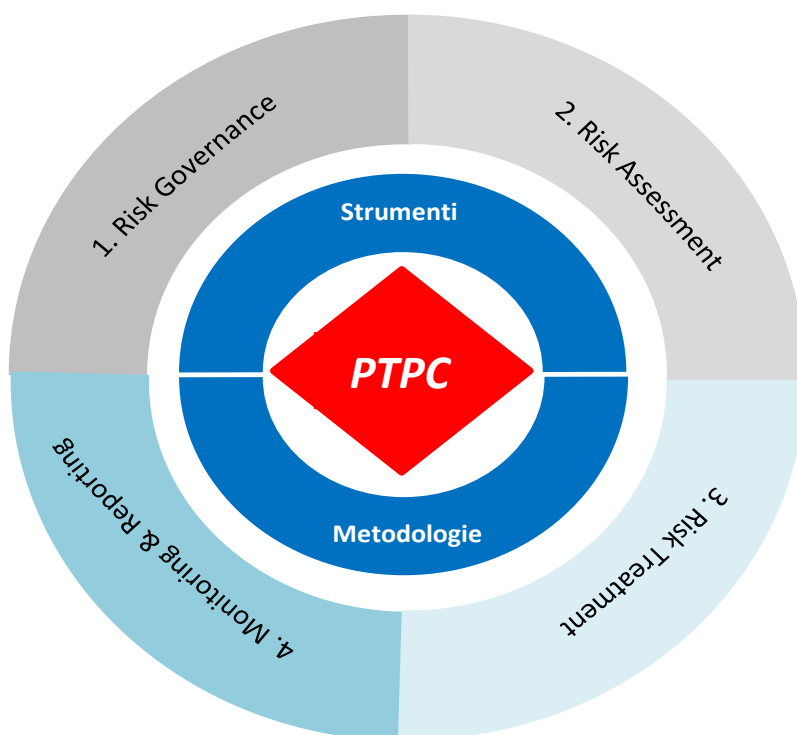 1. Risk Governance
2. Risk Assessment
Strumenti
PTPC
Metodologie
3. Risk Treatment
4. Monitoring & Reporting